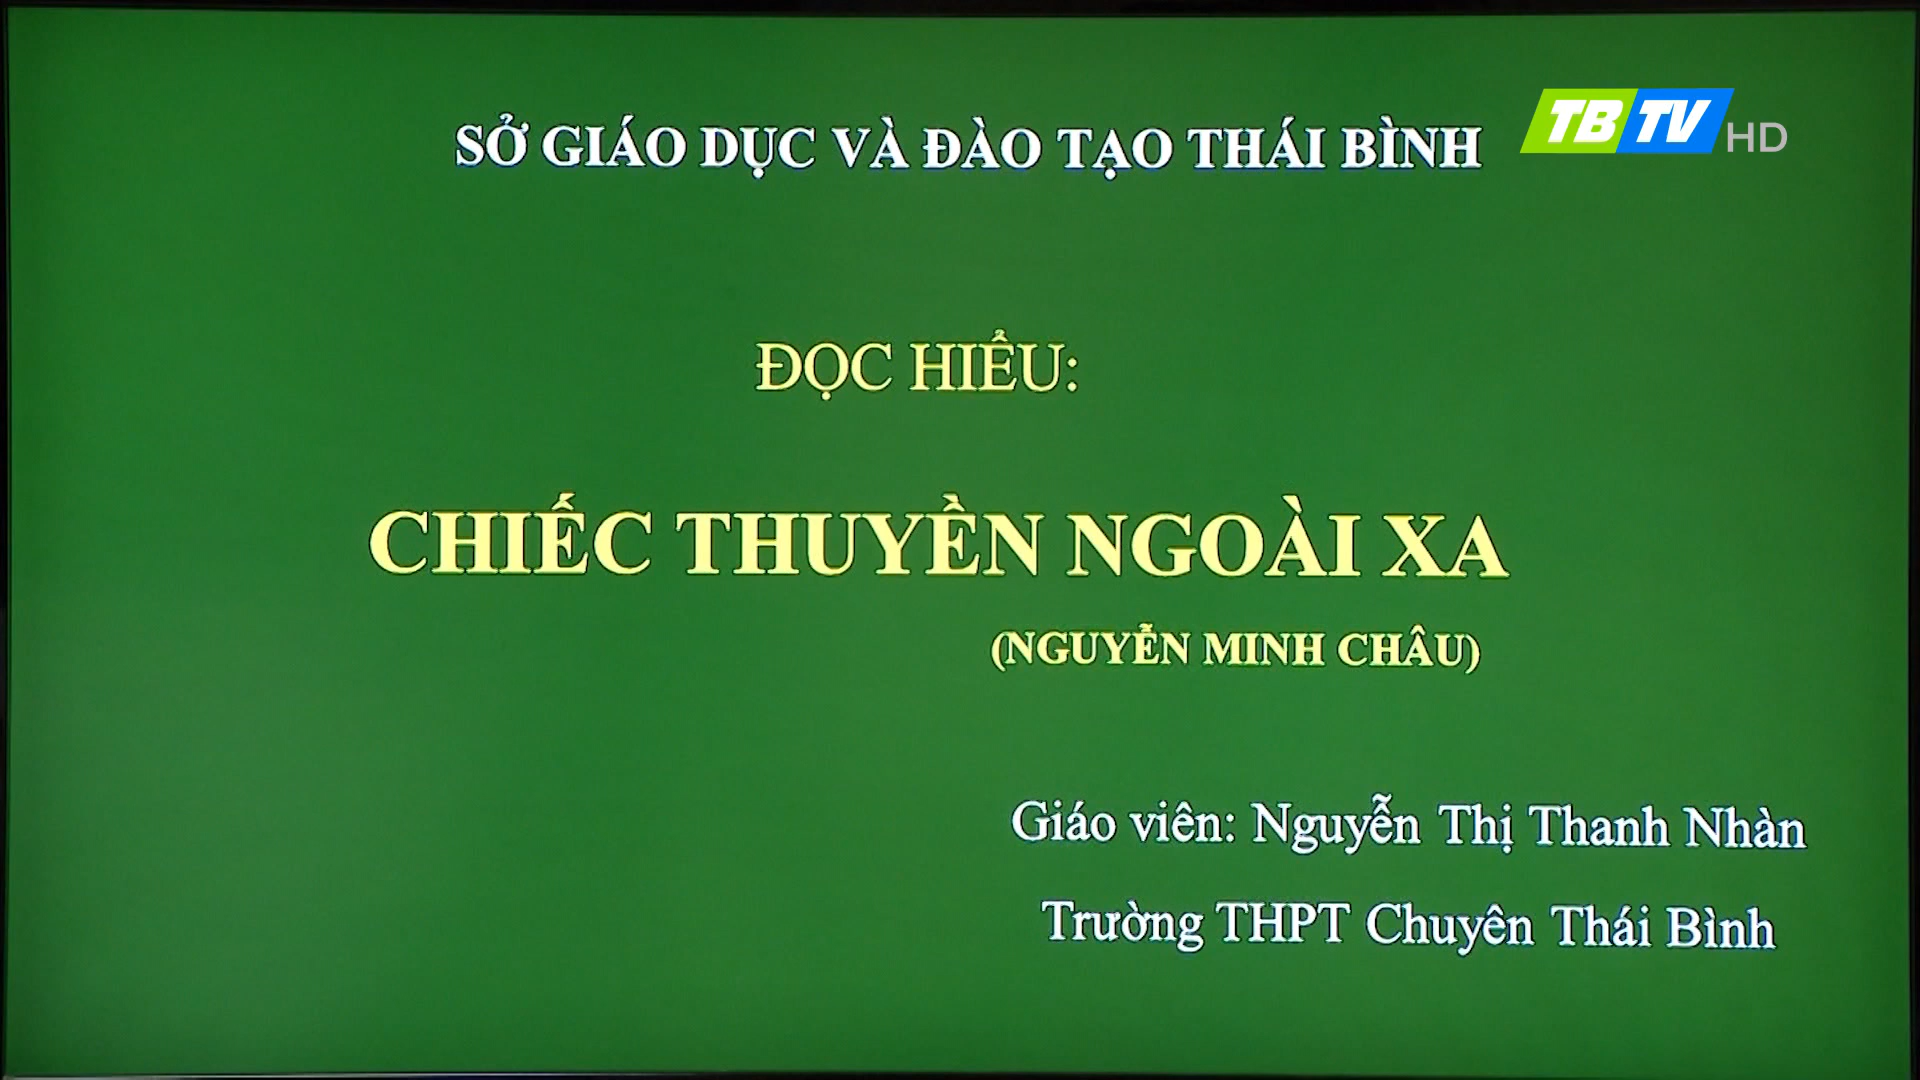 TBTV HD
SỞ GIÁO DỤC VÀ ĐÀO TẠO THÁI BÌNH
ĐỌC HIỂU:
CHIẾC THUYỀN NGOÀI XA
(NGUYỄN MINH CHÂU)
Giáo viên: Nguyễn Thị Thanh Nhàn
Trường THPT Chuyên Thái Bình